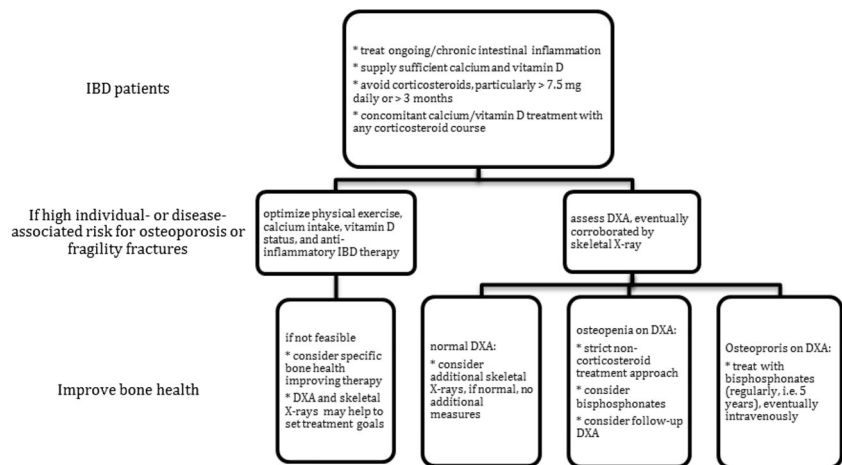 * treat ongoing/chronic intestinal inflammation
* supply sufficient calcium and vitamin D
* avoid corticosteroids, particularly > 7.5 mg
daily or > 3 months
* concomitant calcium/vitamin D treatment with
any corticosteroid course
IBD patients
If high individual- or disease-
associated risk for osteoporosis or
fragility fractures
optimize physical exercise,
calcium intake, vitamin D
status, and anti-
inflammatory IBD therapy
assess DXA, eventually
corroborated by
skeletal X-ray
Improve bone health
if not feasible
* consider specific
bone health
improving therapy
* DXA and skeletal
X-rays may help to
set treatment goals
normal DXA:
* consider
additional skeletal
X-rays, if normal, no
additional
measures
osteopenia on DXA:
* strict non-
corticosteroid
treatment approach
* consider
bisphosphonates
* consider follow-up
DXA
Osteoproris on DXA:
* treat with
bisphosphonates
(regularly, i.e. 5
years), eventually
intravenously